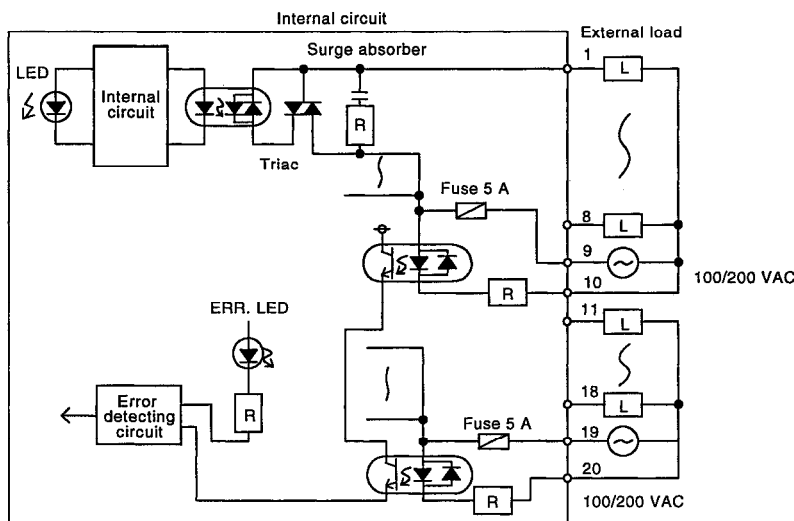 Internal circuit
External load
Surge absorber
1
L
LED
Internal
circuit
R
Triac
Fuse 5 A
8
L
9
10
R
100/200 VAC
ERR. LED
11
L
R
18
L
Error
detecting
circuit
Fuse 5 A
19
20
R
100/200 VAC